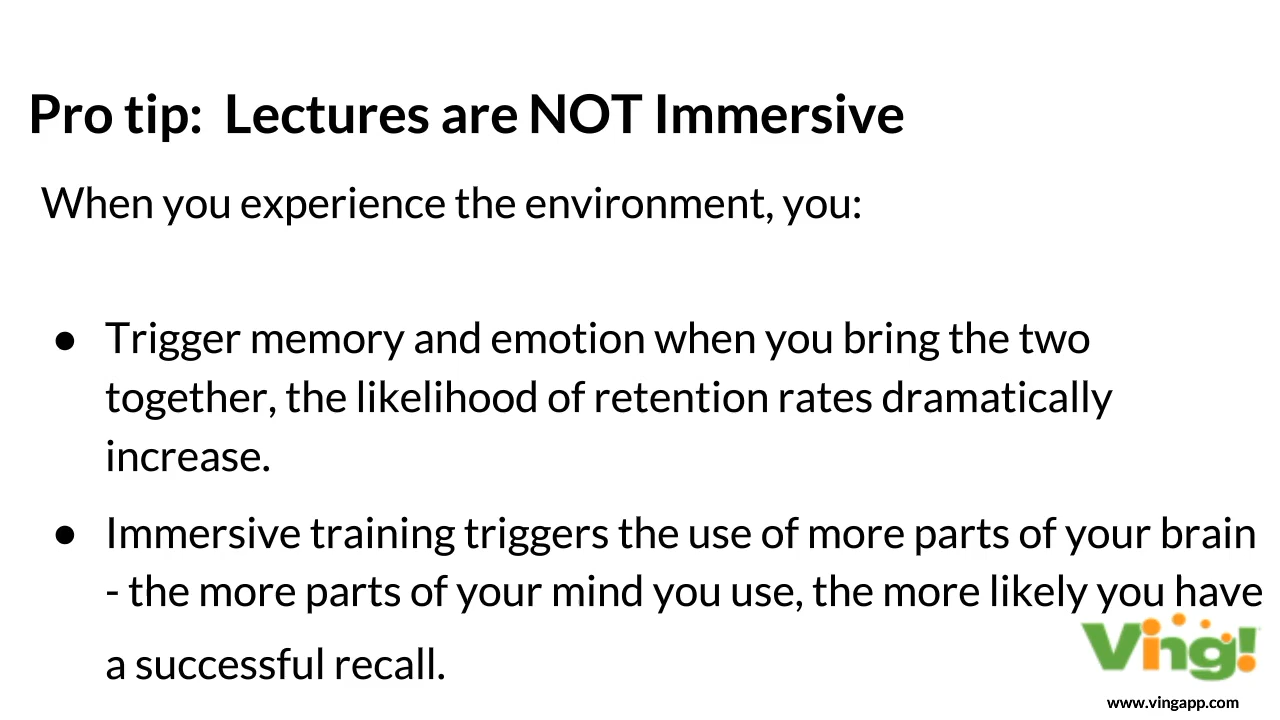 Pro tip:  Lectures are NOT Immersive
When you experience the environment, you:
● Trigger memory and emotion when you bring the two
together, the likelihood of retention rates dramatically
increase.
● Immersive training triggers the use of more parts of your brain
- the more parts of your mind you use, the more likely you have
a successful recall.
Ving!
www.vingapp.com